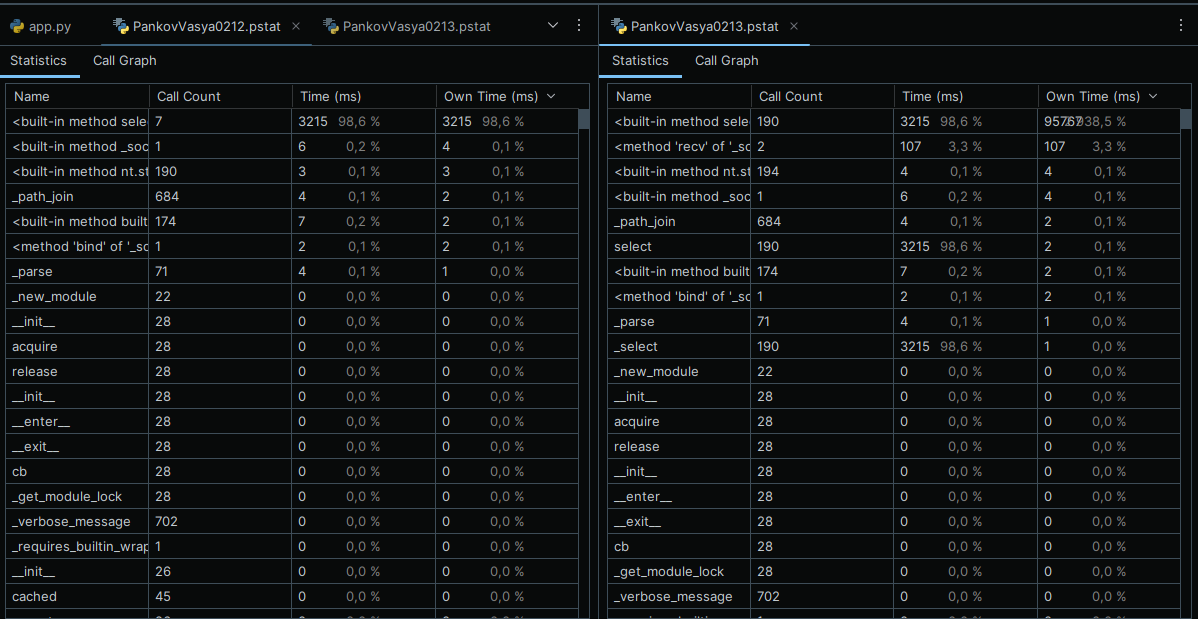 app.py PankovVasya0212.pstat PankovVasya0213.pstat
Statistics Call Graph
Name Call Count Time (ms) Own Time (ms)
<built-in method sele 7 3215 98,6 % 3215 98,6 %
<built-in method _soc 1 6 0,2 % 4 0,1 %
<built-in method nt.st 190 3 0,1 % 3 0,1 %
_path_join 684 4 0,1 % 2 0,1 %
<built-in method built 174 7 0,2 % 2 0,1 %
<method 'bind' of '_sc 1 2 0,1 % 2 0,1 %
_parse 71 4 0,1 % 1 0,0 %
_new_module 22 0 0,0 % 0 0,0 %
__init__ 28 0 0,0 % 0 0,0 %
acquire 28 0 0,0 % 0 0,0 %
release 28 0 0,0 % 0 0,0 %
__init__ 28 0 0,0 % 0 0,0 %
__enter__ 28 0 0,0 % 0 0,0 %
__exit__ 28 0 0,0 % 0 0,0 %
cb 28 0 0,0 % 0 0,0 %
_get_module_lock 28 0 0,0 % 0 0,0 %
_verbose_message 702 0 0,0 % 0 0,0 %
_requires_builtin_wrap 1 0 0,0 % 0 0,0 %
__init__ 26 0 0,0 % 0 0,0 %
cached 45 0 0,0 % 0 0,0 %
PankovVasya0213.pstat
Statistics Call Graph
Name Call Count Time (ms) Own Time (ms)
<built-in method sele 190 3215 98,6 %
<method 'recv' of '_sc 2 107 3,3 % 107 3,3 %
<built-in method nt.st 194 4 0,1 % 4 0,1 %
<built-in method _soc 1 6 0,2 % 4 0,1 %
_path_join 684 4 0,1 % 2 0,1 %
select 190 3215 98,6 % 2 0,1 %
<built-in method built 174 7 0,2 % 2 0,1 %
<method 'bind' of '_sc 1 2 0,1 % 2 0,1 %
_parse 71 4 0,1 % 1 0,0 %
_select 190 3215 98,6 % 1 0,0 %
_new_module 22 0 0,0 % 0 0,0 %
__init__ 28 0 0,0 % 0 0,0 %
acquire 28 0 0,0 % 0 0,0 %
release 28 0 0,0 % 0 0,0 %
__init__ 28 0 0,0 % 0 0,0 %
__enter__ 28 0 0,0 % 0 0,0 %
__exit__ 28 0 0,0 % 0 0,0 %
cb 28 0 0,0 % 0 0,0 %
_get_module_lock 28 0 0,0 % 0 0,0 %
_verbose_message 702 0 0,0 % 0 0,0 %